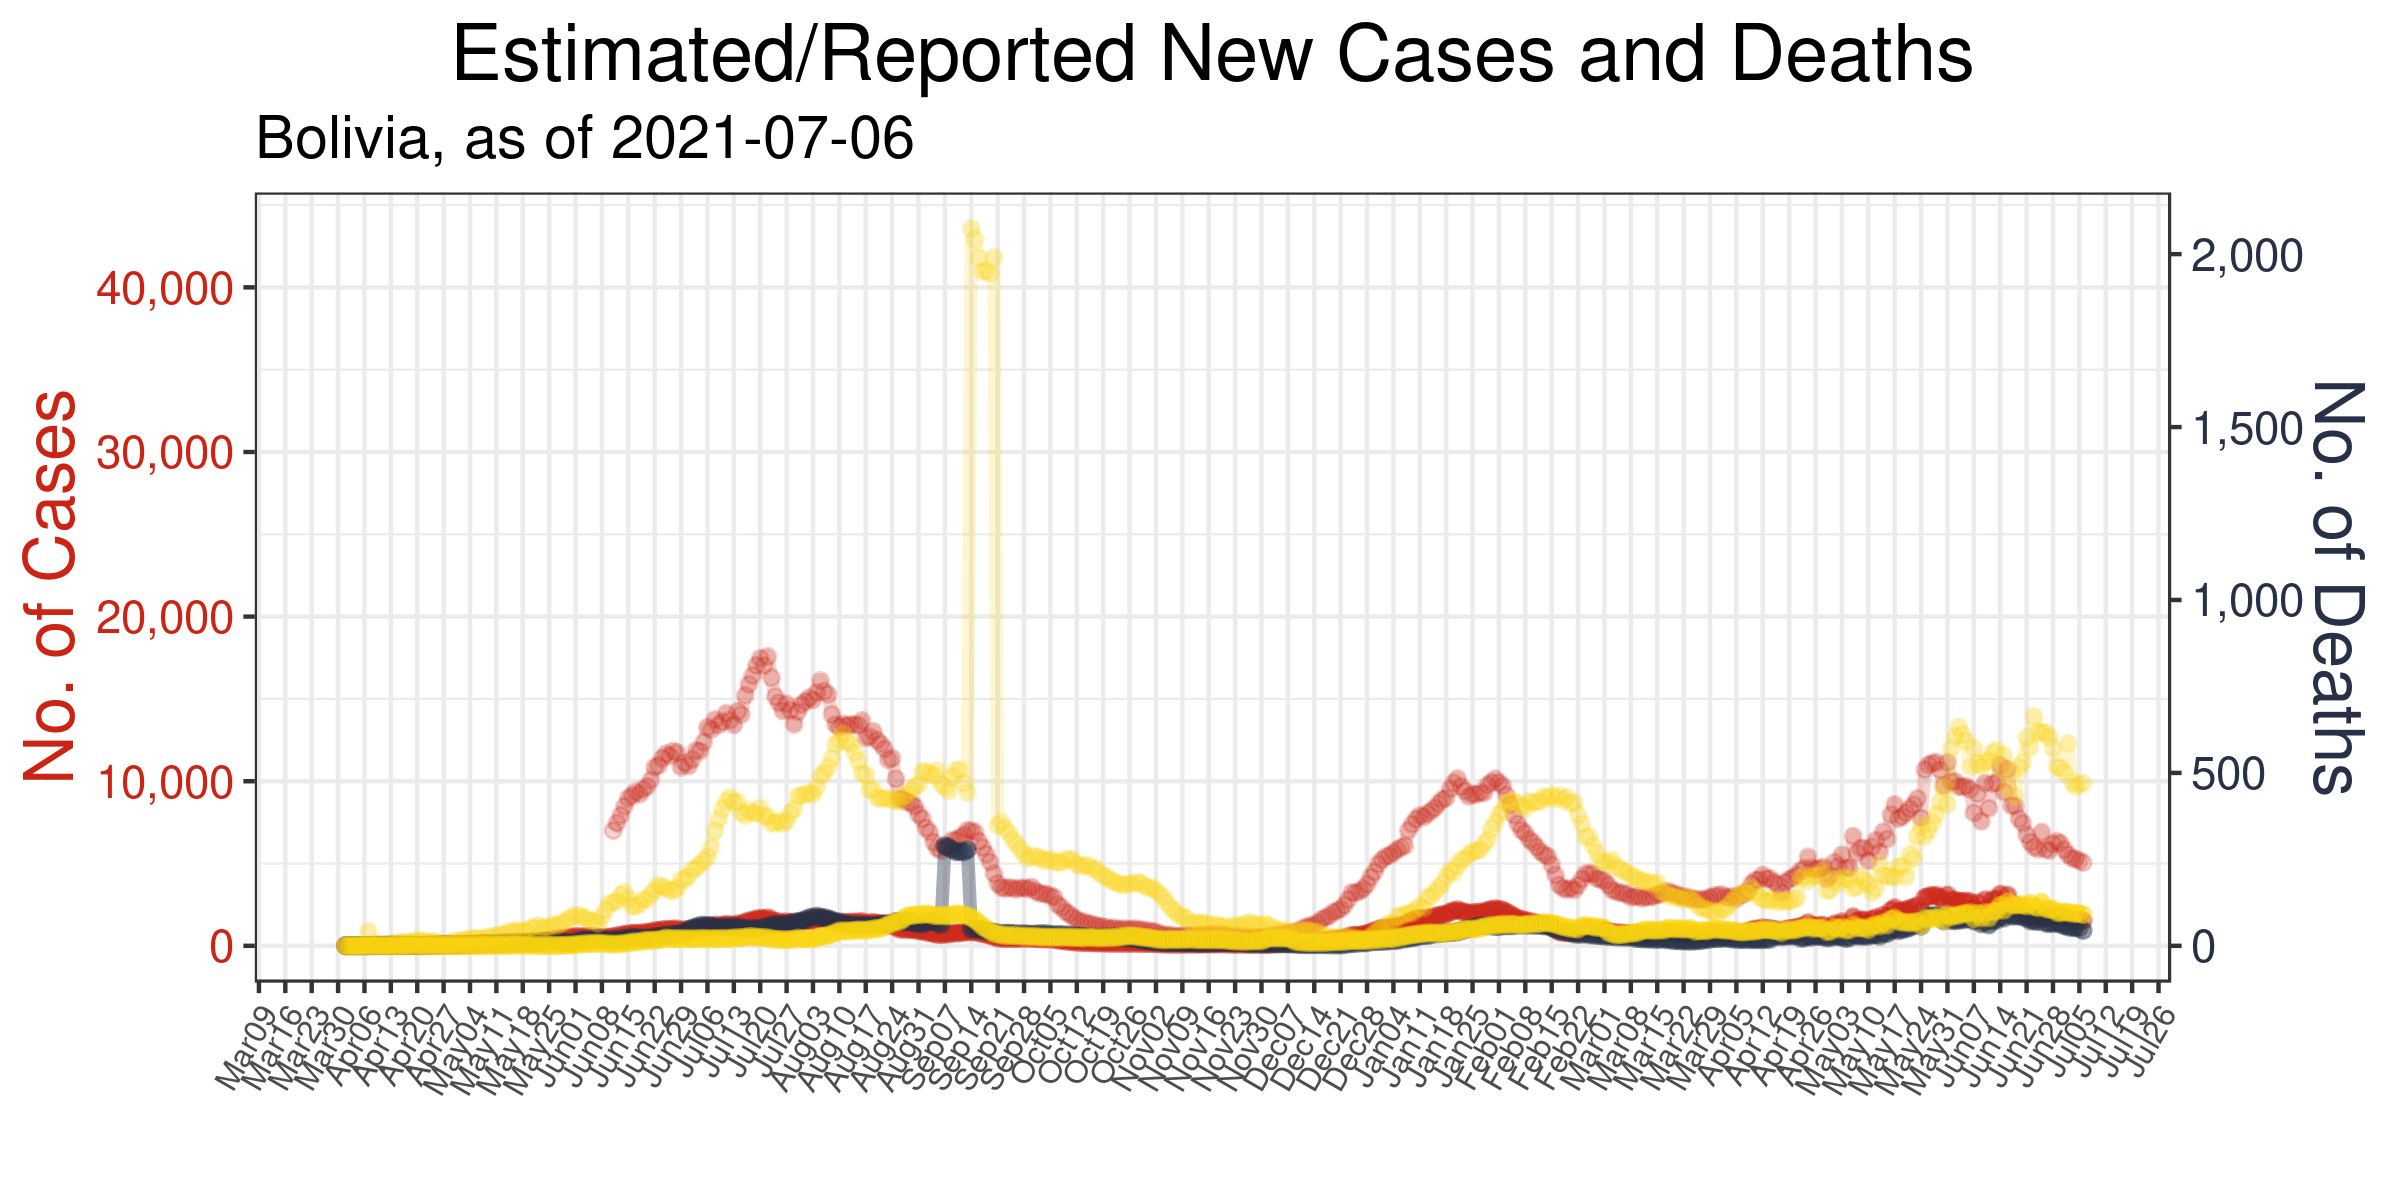 Estimated/Reported New Cases and Deaths
Bolivia, as of 2021-07-06
No. of Cases
40,000
30,000
20,000
10,000
0
2,000
1,500
1,000
500
0
No. of Deaths
Mar09
Mar16
Mar23
Mar30
Apr06
Apr13
Apr20
Apr27
May04
May11
May18
May25
Jun01
Jun08
Jun15
Jun22
Jun29
Jul06
Jul13
Jul20
Jul27
Aug03
Aug10
Aug17
Aug24
Aug31
Sep07
Sep14
Sep21
Sep28
Oct05
Oct12
Oct19
Oct26
Nov02
Nov09
Nov16
Nov23
Nov30
Dec07
Dec14
Dec21
Dec28
Jan04
Jan11
Jan18
Jan25
Feb01
Feb08
Feb15
Feb22
Mar01
Mar08
Mar15
Mar22
Mar29
Apr05
Apr12
Apr19
Apr26
May03
May10
May17
May24
May31
Jun07
Jun14
Jun21
Jun28
Jul05
Jul12
Jul19
Jul26